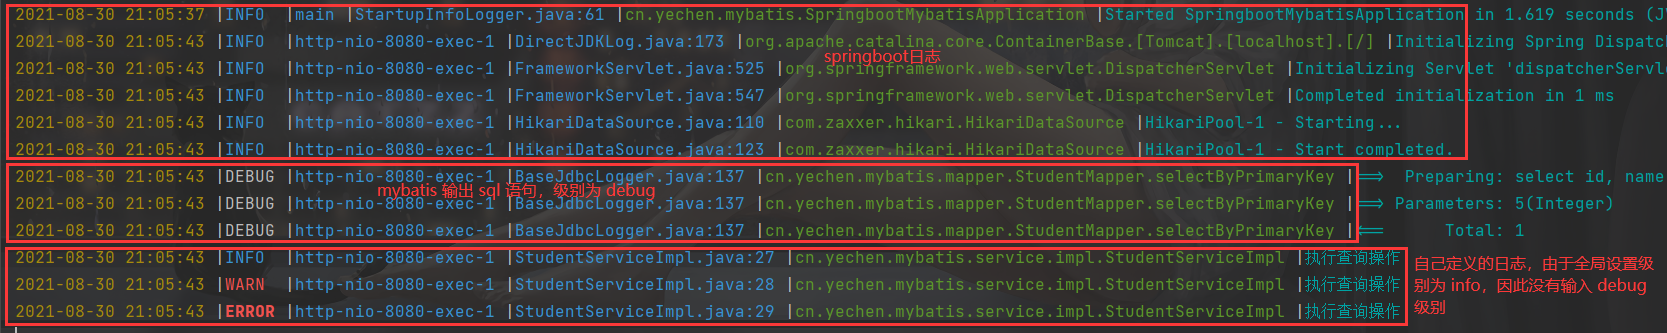 2021-08-30 21:05:37 |INFO |main |StartupInfoLogger.java:61 |cn.yechen.mybatis.SpringbootMybatisApplication |Started SpringbootMybatisApplication in 1.619 seconds (J
2021-08-30 21:05:43 |INFO |http-nio-8080-exec-1 |DirectJDKLog.java:173 |org.apache.catalina.core.ContainerBase.[Tomcat].[localhost].[/] |Initializing Spring Dispatc
springboot日志
2021-08-30 21:05:43 |INFO |http-nio-8080-exec-1 |FrameworkServlet.java:525 |org.springframework.web.servlet.DispatcherServlet |Initializing Servlet 'dispatcherServl
2021-08-30 21:05:43 |INFO |http-nio-8080-exec-1 |FrameworkServlet.java:547 |org.springframework.web.servlet.DispatcherServlet |Completed initialization in 1 ms
2021-08-30 21:05:43 |INFO |http-nio-8080-exec-1 |HikariDataSource.java:110 |com.zaxxer.hikari.HikariDataSource |HikariPool-1 - Starting...
2021-08-30 21:05:43 |INFO |http-nio-8080-exec-1 |HikariDataSource.java:123 |com.zaxxer.hikari.HikariDataSource |HikariPool-1 - Start completed.
2021-08-30 21:05:43 |DEBUG |http-nio-8080-exec-1 |BaseJdbcLogger.java:137 |cn.yechen.mybatis.mapper.StudentMapper.selectByPrimaryKey |==> Preparing: select id, name
mybatis 输出 sql 语句，级别为 debug
2021-08-30 21:05:43 |DEBUG |http-nio-8080-exec-1 |BaseJdbcLogger.java:137 |cn.yechen.mybatis.mapper.StudentMapper.selectByPrimaryKey |==> Parameters: 5(Integer)
2021-08-30 21:05:43 |DEBUG |http-nio-8080-exec-1 |BaseJdbcLogger.java:137 |cn.yechen.mybatis.mapper.StudentMapper.selectByPrimaryKey |<== Total: 1
2021-08-30 21:05:43 |INFO |http-nio-8080-exec-1 |StudentServiceImpl.java:27 |cn.yechen.mybatis.service.impl.StudentServiceImpl |执行查询操作
2021-08-30 21:05:43 |WARN |http-nio-8080-exec-1 |StudentServiceImpl.java:28 |cn.yechen.mybatis.service.impl.StudentServiceImpl |执行查询操作
2021-08-30 21:05:43 |ERROR |http-nio-8080-exec-1 |StudentServiceImpl.java:29 |cn.yechen.mybatis.service.impl.StudentServiceImpl |执行查询操作
自己定义的日志，由于全局设置级
别为 info，因此没有输入 debug
级别